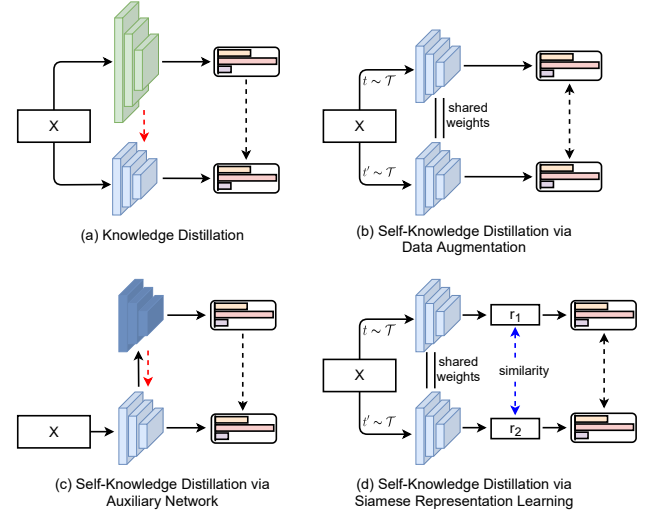 X
(a) Knowledge Distillation
t ~ 𝒯
X
shared
weights
t′ ~ 𝒯
(b) Self-Knowledge Distillation via
Data Augmentation
X
(c) Self-Knowledge Distillation via
Auxiliary Network
t ~ 𝒯
r₁
X
shared
weights
similarity
t′ ~ 𝒯
r₂
(d) Self-Knowledge Distillation via
Siamese Representation Learning